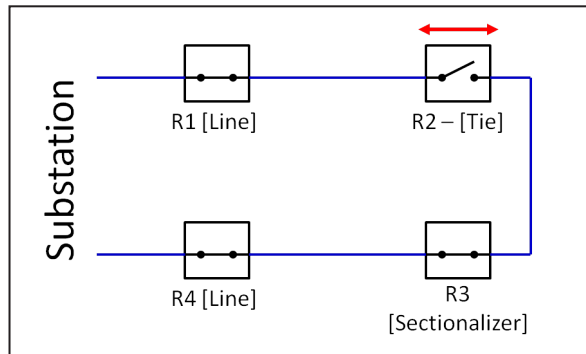 Substation
R1 [Line]
R2 – [Tie]
R4 [Line]
R3
[Sectionalizer]